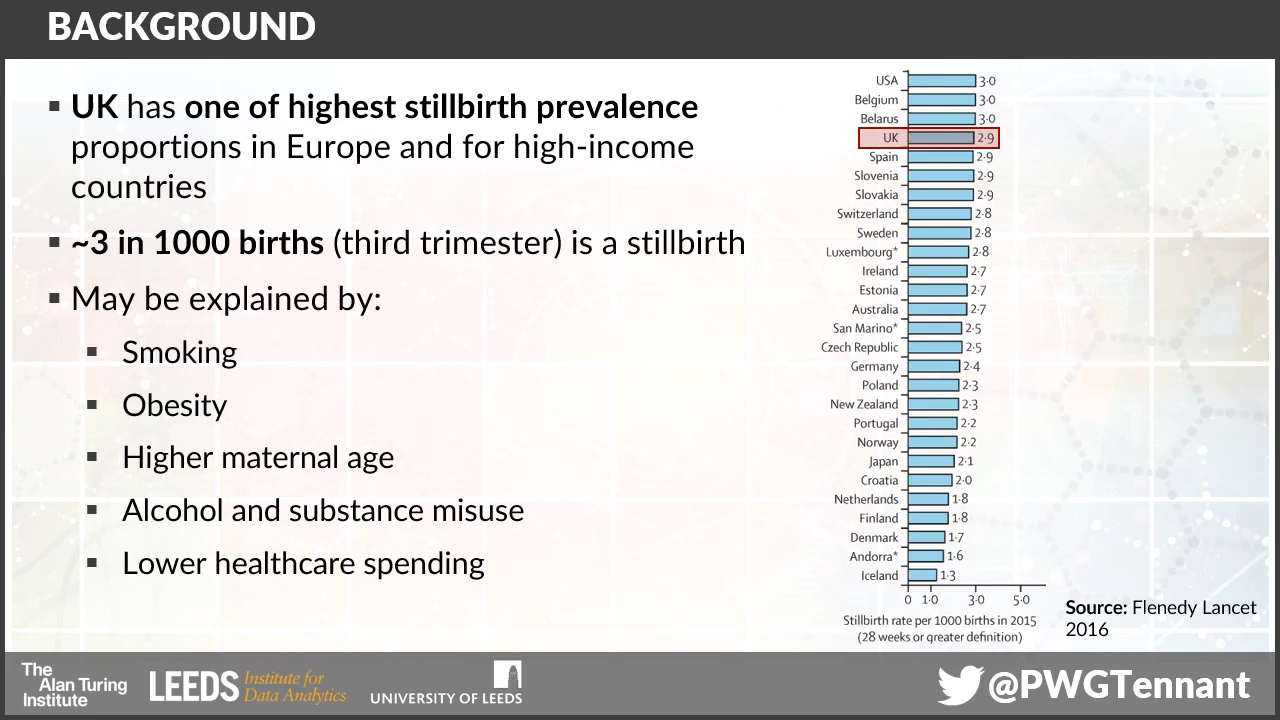 BACKGROUND
▪ UK has one of highest stillbirth prevalence
proportions in Europe and for high-income
countries
▪ ~3 in 1000 births (third trimester) is a stillbirth
▪ May be explained by:
▪ Smoking
▪ Obesity
▪ Higher maternal age
▪ Alcohol and substance misuse
▪ Lower healthcare spending
USA 3·0
Belgium 3·0
Belarus 3·0
UK 2·9
Spain 2·9
Slovenia 2·9
Slovakia 2·9
Switzerland 2·8
Sweden 2·8
Luxembourg* 2·8
Ireland 2·7
Estonia 2·7
Australia 2·7
San Marino* 2·5
Czech Republic 2·5
Germany 2·4
Poland 2·3
New Zealand 2·3
Portugal 2·2
Norway 2·2
Japan 2·1
Croatia 2·0
Netherlands 1·8
Finland 1·8
Denmark 1·7
Andorra* 1·6
Iceland 1·3
0 1·0 3·0 5·0
Stillbirth rate per 1000 births in 2015
(28 weeks or greater definition)
Source: Flenedy Lancet
2016
The
Alan Turing
Institute
LEEDS Institute for
Data Analytics
UNIVERSITY OF LEEDS
@PWGTennant